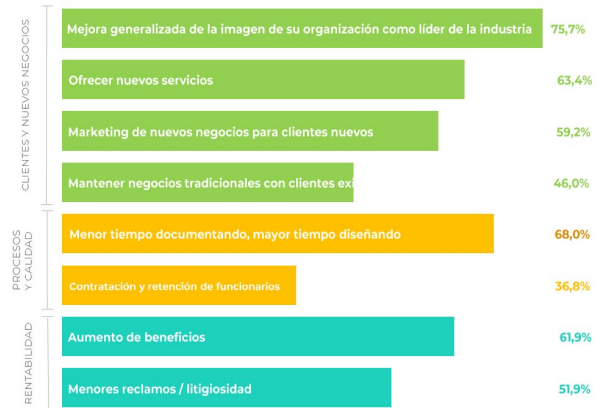 CLIENTES Y NUEVOS NEGOCIOS
Mejora generalizada de la imagen de su organización como líder de la industria 75,7%
Ofrecer nuevos servicios 63,4%
Marketing de nuevos negocios para clientes nuevos 59,2%
Mantener negocios tradicionales con clientes exi 46,0%
PROCESOS
Y CALIDAD
Menor tiempo documentando, mayor tiempo diseñando 68,0%
Contratación y retención de funcionarios 36,8%
RENTABILIDAD
Aumento de beneficios 61,9%
Menores reclamos / litigiosidad 51,9%